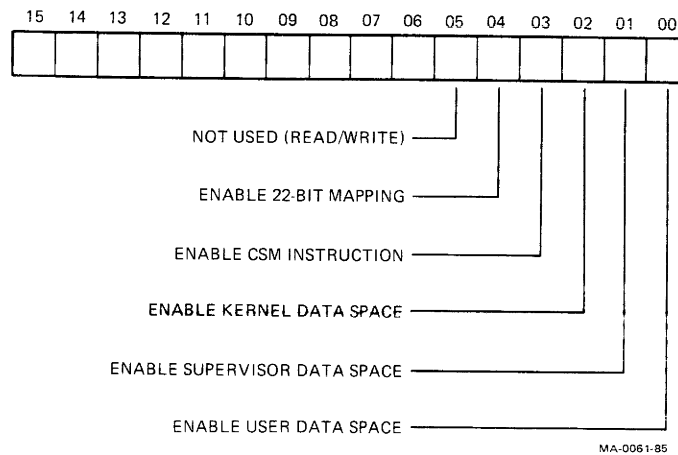 15 14 13 12 11 10 09 08 07 06 05 04 03 02 01 00
NOT USED (READ/WRITE)
ENABLE 22-BIT MAPPING
ENABLE CSM INSTRUCTION
ENABLE KERNEL DATA SPACE
ENABLE SUPERVISOR DATA SPACE
ENABLE USER DATA SPACE
MA-0061-85